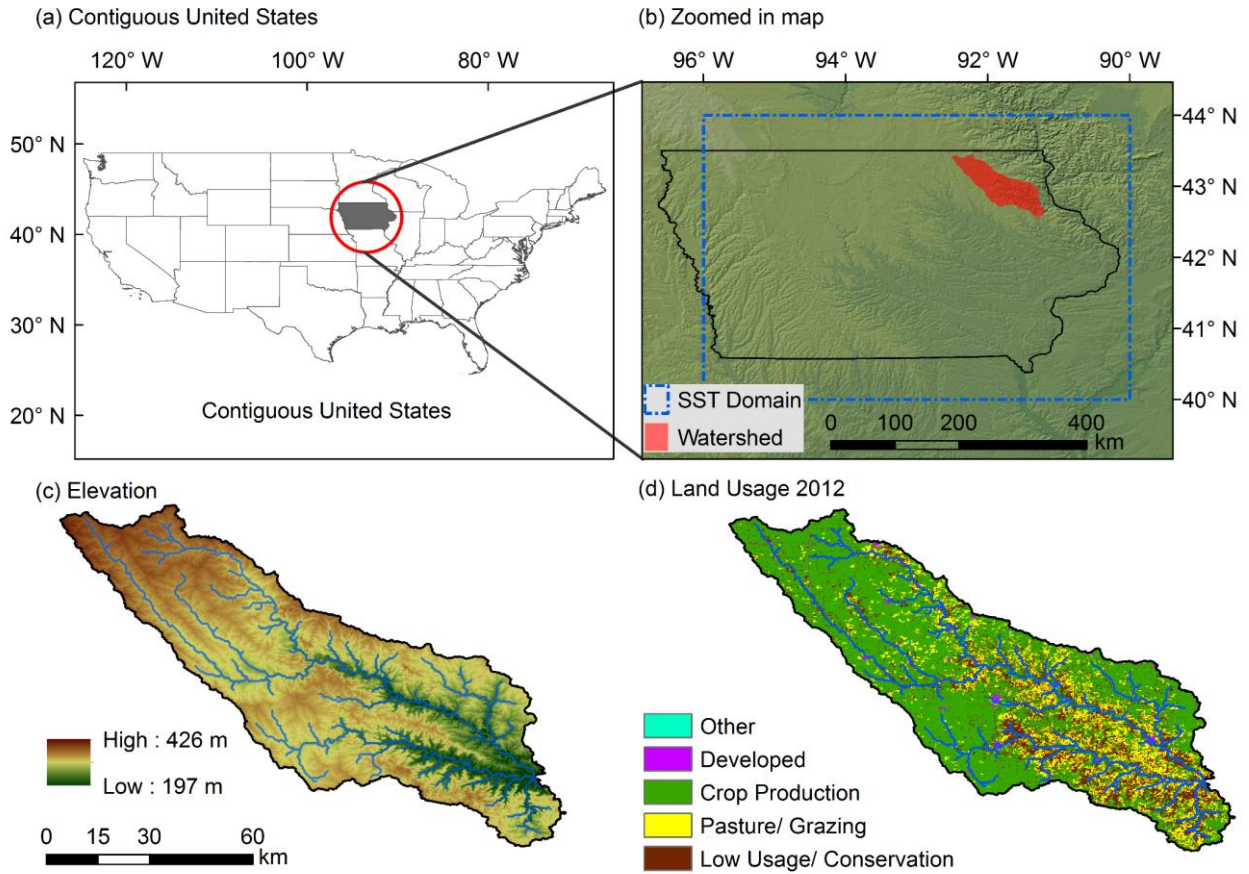 (a) Contiguous United States
120° W 100° W 80° W
50° N
40° N
30° N
20° N
Contiguous United States
(b) Zoomed in map
96° W 94° W 92° W 90° W
44° N
43° N
42° N
41° N
40° N
SST Domain
Watershed
0 100 200 400
km
(c) Elevation
High : 426 m
Low : 197 m
0 15 30 60
km
(d) Land Usage 2012
Other
Developed
Crop Production
Pasture/ Grazing
Low Usage/ Conservation